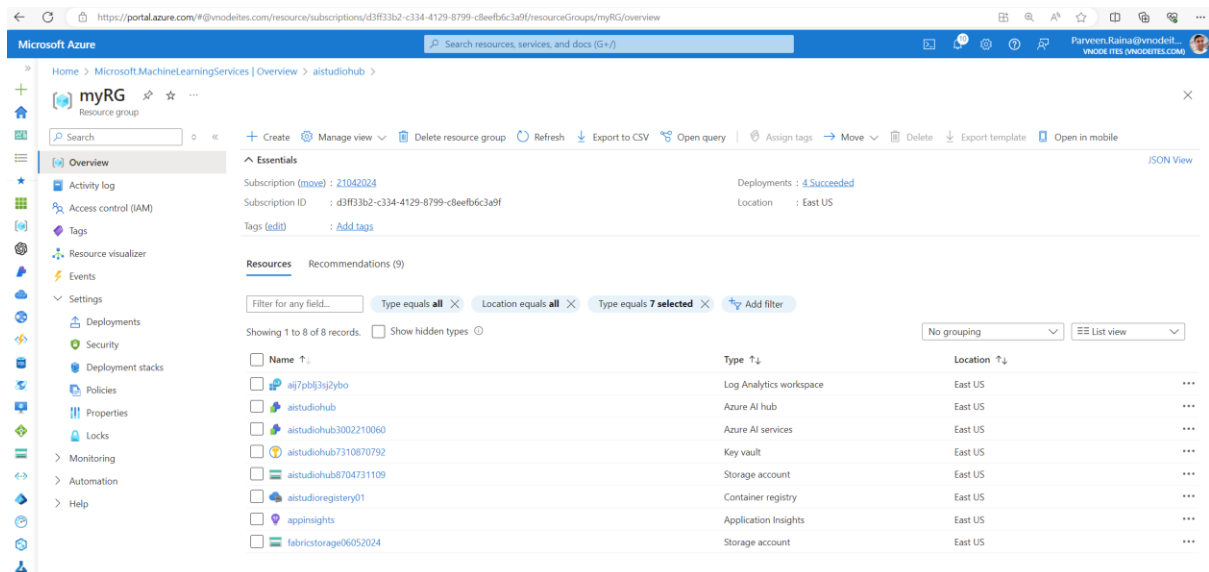 https://portal.azure.com/#@vnodeites.com/resource/subscriptions/d3ff33b2-c334-4129-8799-c8eefb6c3a9f/resourceGroups/myRG/overview
Microsoft Azure
Search resources, services, and docs (G+/)
10
Parveen.Raina@vnodeit...
VNODE ITES (VNODEITES.COM)
Home > Microsoft.MachineLearningServices | Overview > aistudiohub >
myRG
Resource group
Search
+ Create Manage view Delete resource group Refresh Export to CSV Open query Assign tags Move Delete Export template Open in mobile
Overview
Activity log
Access control (IAM)
Tags
Resource visualizer
Events
Settings
Deployments
Security
Deployment stacks
Policies
Properties
Locks
Monitoring
Automation
Help
Essentials
JSON View
Subscription (move) : 21042024
Deployments : 4 Succeeded
Subscription ID : d3ff33b2-c334-4129-8799-c8eefb6c3a9f
Location : East US
Tags (edit) : Add tags
Resources Recommendations (9)
Filter for any field... Type equals all Location equals all Type equals 7 selected Add filter
Showing 1 to 8 of 8 records. Show hidden types No grouping List view
Name Type Location
aij7pblj3sj2ybo Log Analytics workspace East US
aistudiohub Azure AI hub East US
aistudiohub3002210060 Azure AI services East US
aistudiohub7310870792 Key vault East US
aistudiohub8704731109 Storage account East US
aistudioregistery01 Container registry East US
appinsights Application Insights East US
fabricstorage06052024 Storage account East US